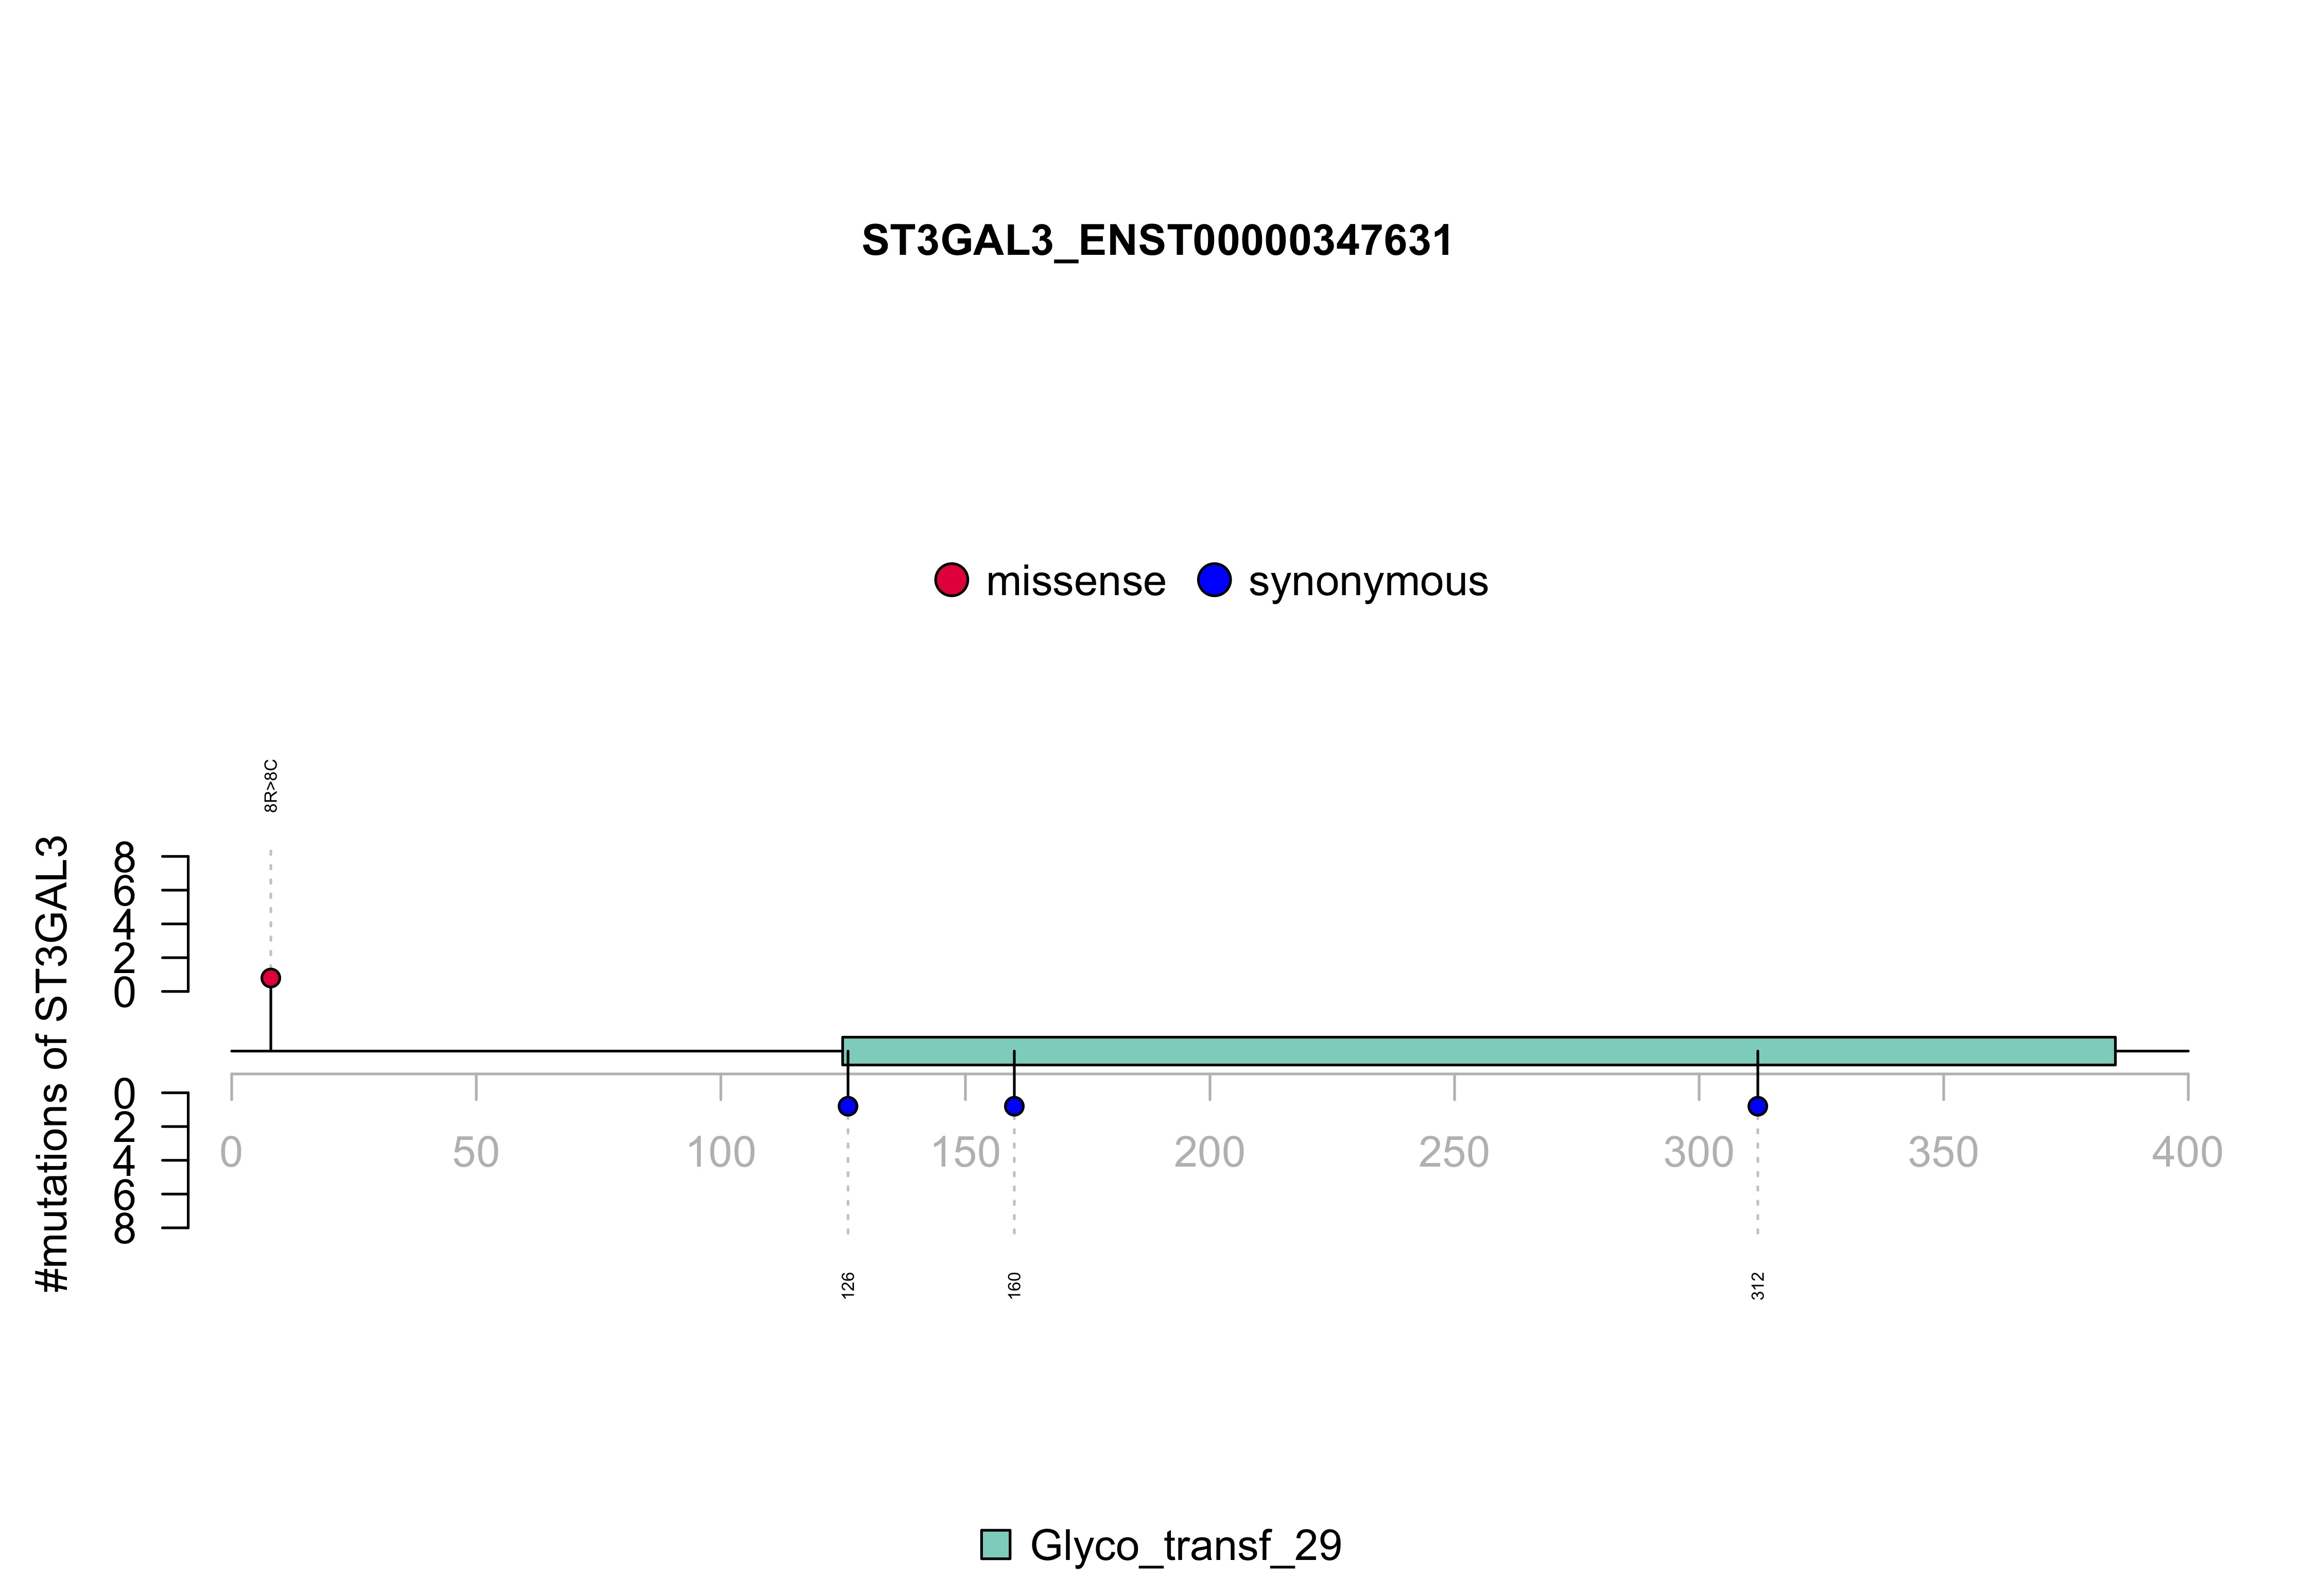 ST3GAL3_ENST00000347631
missense synonymous
8R>8C
#mutations of ST3GAL3
8
6
4
2
0
0
2
4
6
8
0 50 100 150 200 250 300 350 400
126 160 312
Glyco_transf_29